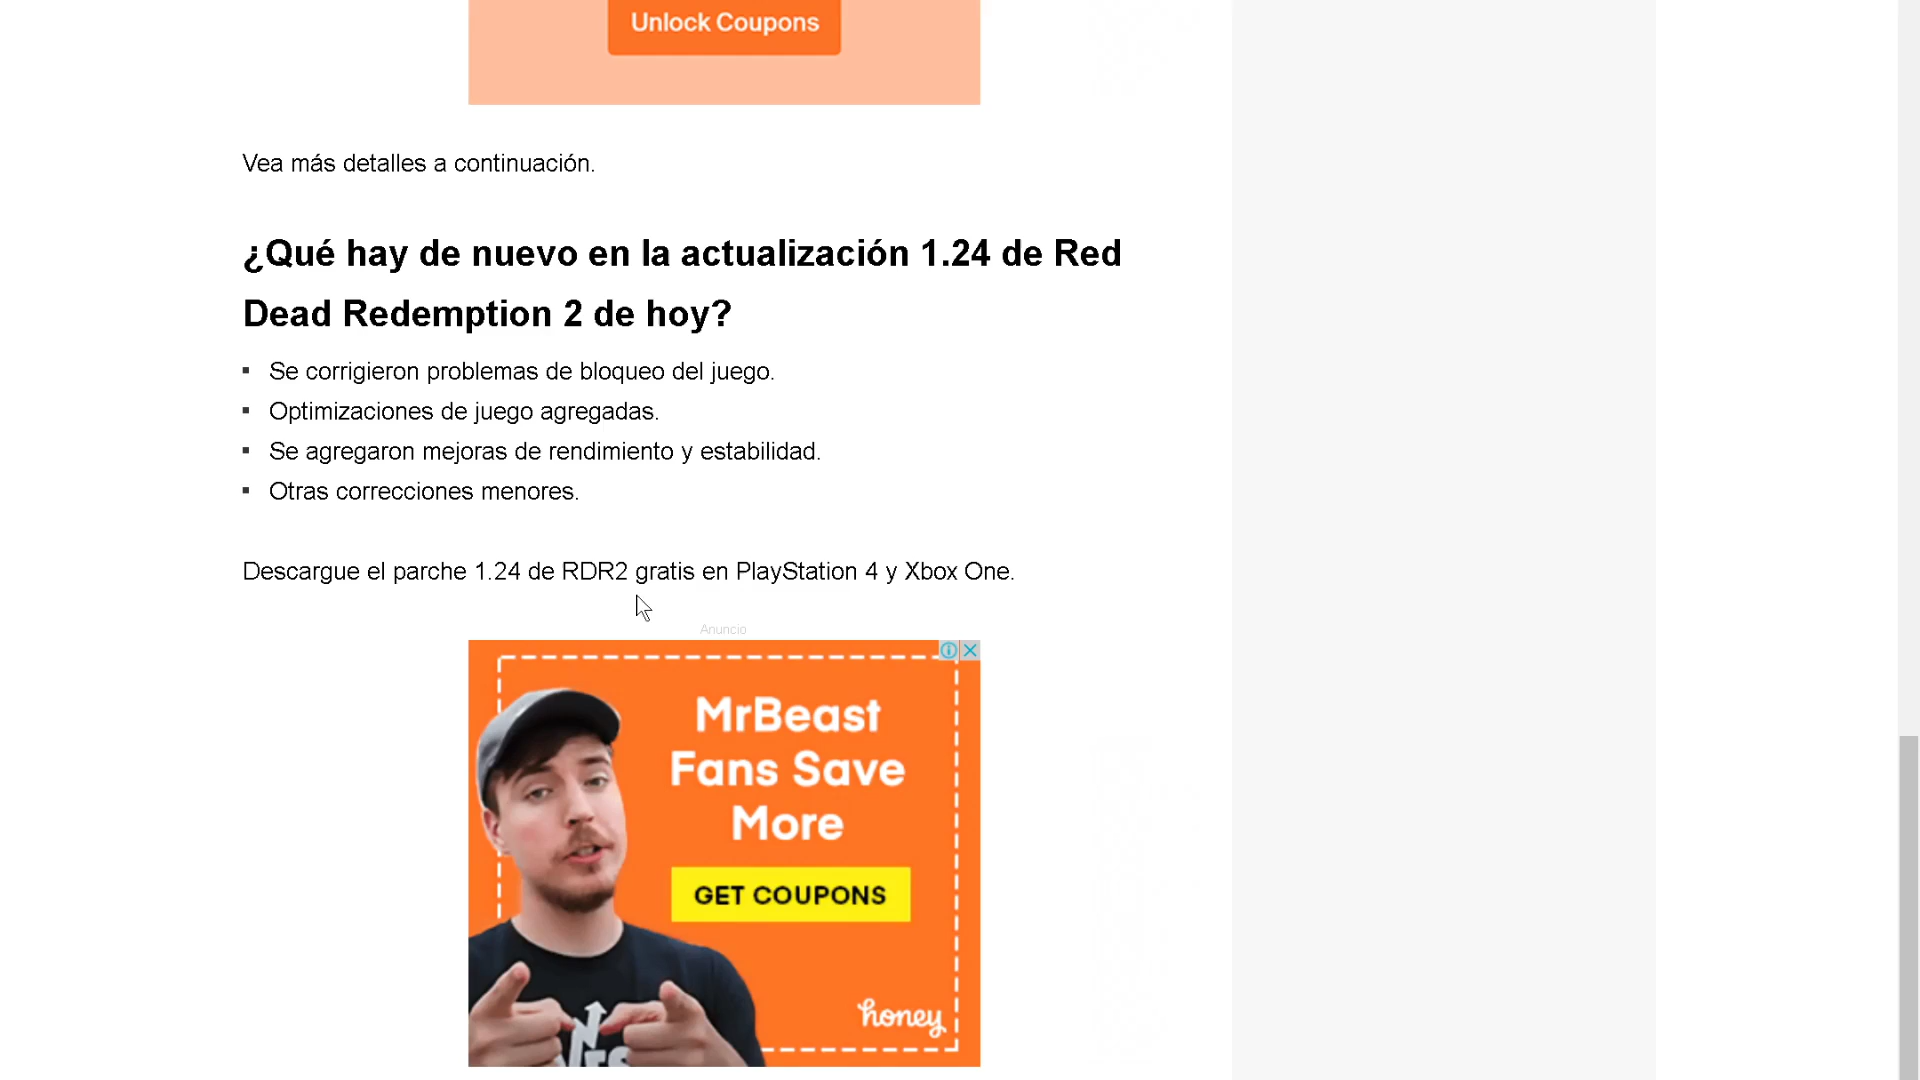 Unlock Coupons
Vea más detalles a continuación.
¿Qué hay de nuevo en la actualización 1.24 de Red
Dead Redemption 2 de hoy?
▪ Se corrigieron problemas de bloqueo del juego.
▪ Optimizaciones de juego agregadas.
▪ Se agregaron mejoras de rendimiento y estabilidad.
▪ Otras correcciones menores.
Descargue el parche 1.24 de RDR2 gratis en PlayStation 4 y Xbox One.
Anuncio
MrBeast
Fans Save
More
GET COUPONS
honey